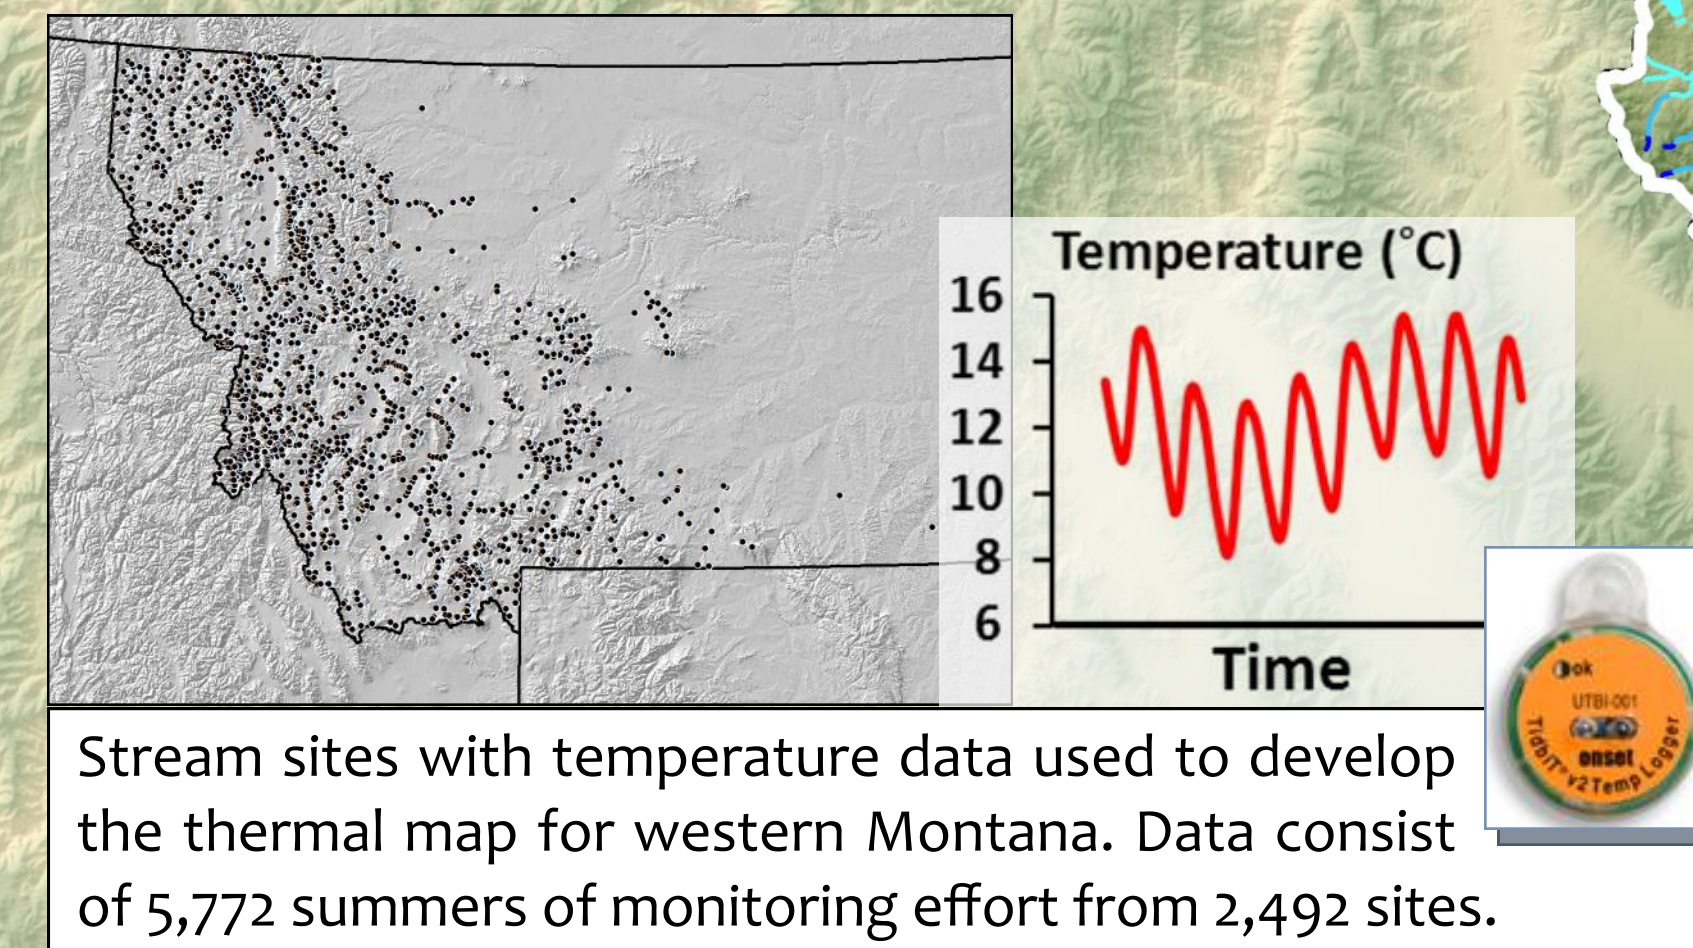 Temperature (°C)
16
14
12
10
8
6
Time
ok
UTBI-001
onset
TidbiT® v2 Temp Logger
Stream sites with temperature data used to develop
the thermal map for western Montana. Data consist
of 5,772 summers of monitoring effort from 2,492 sites.